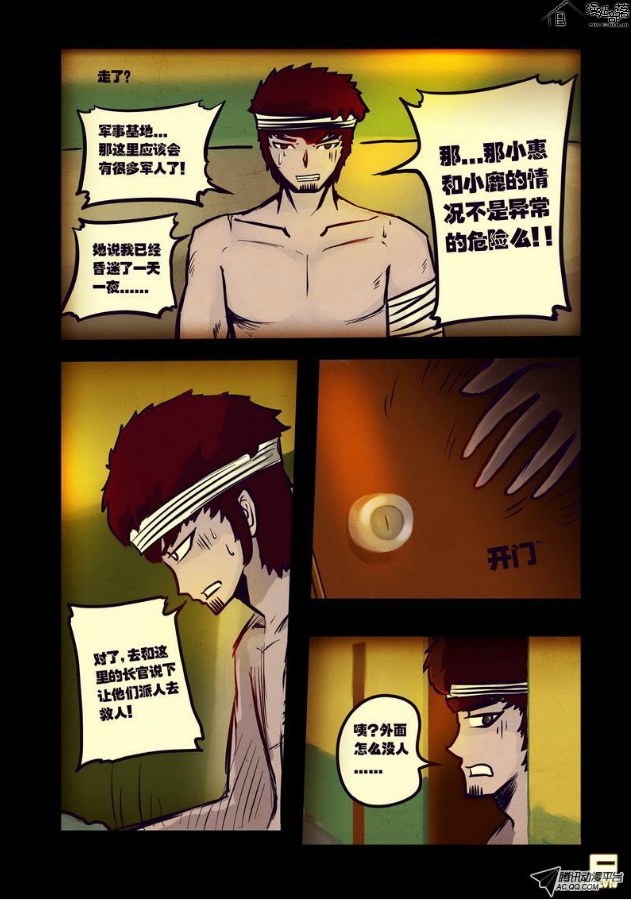 漫征部落
走了?
军事基地...
那这里应该会
有很多军人了!
她说我已经
昏迷了一天
一夜......
那...那小惠
和小鹿的情
况不是异常
的危险么!!
对了,去和这
里的长官说下
让他们派人去
救人!
开门~
咦?外面
怎么没人
......
腾讯动漫平台
AC.QQ.COM